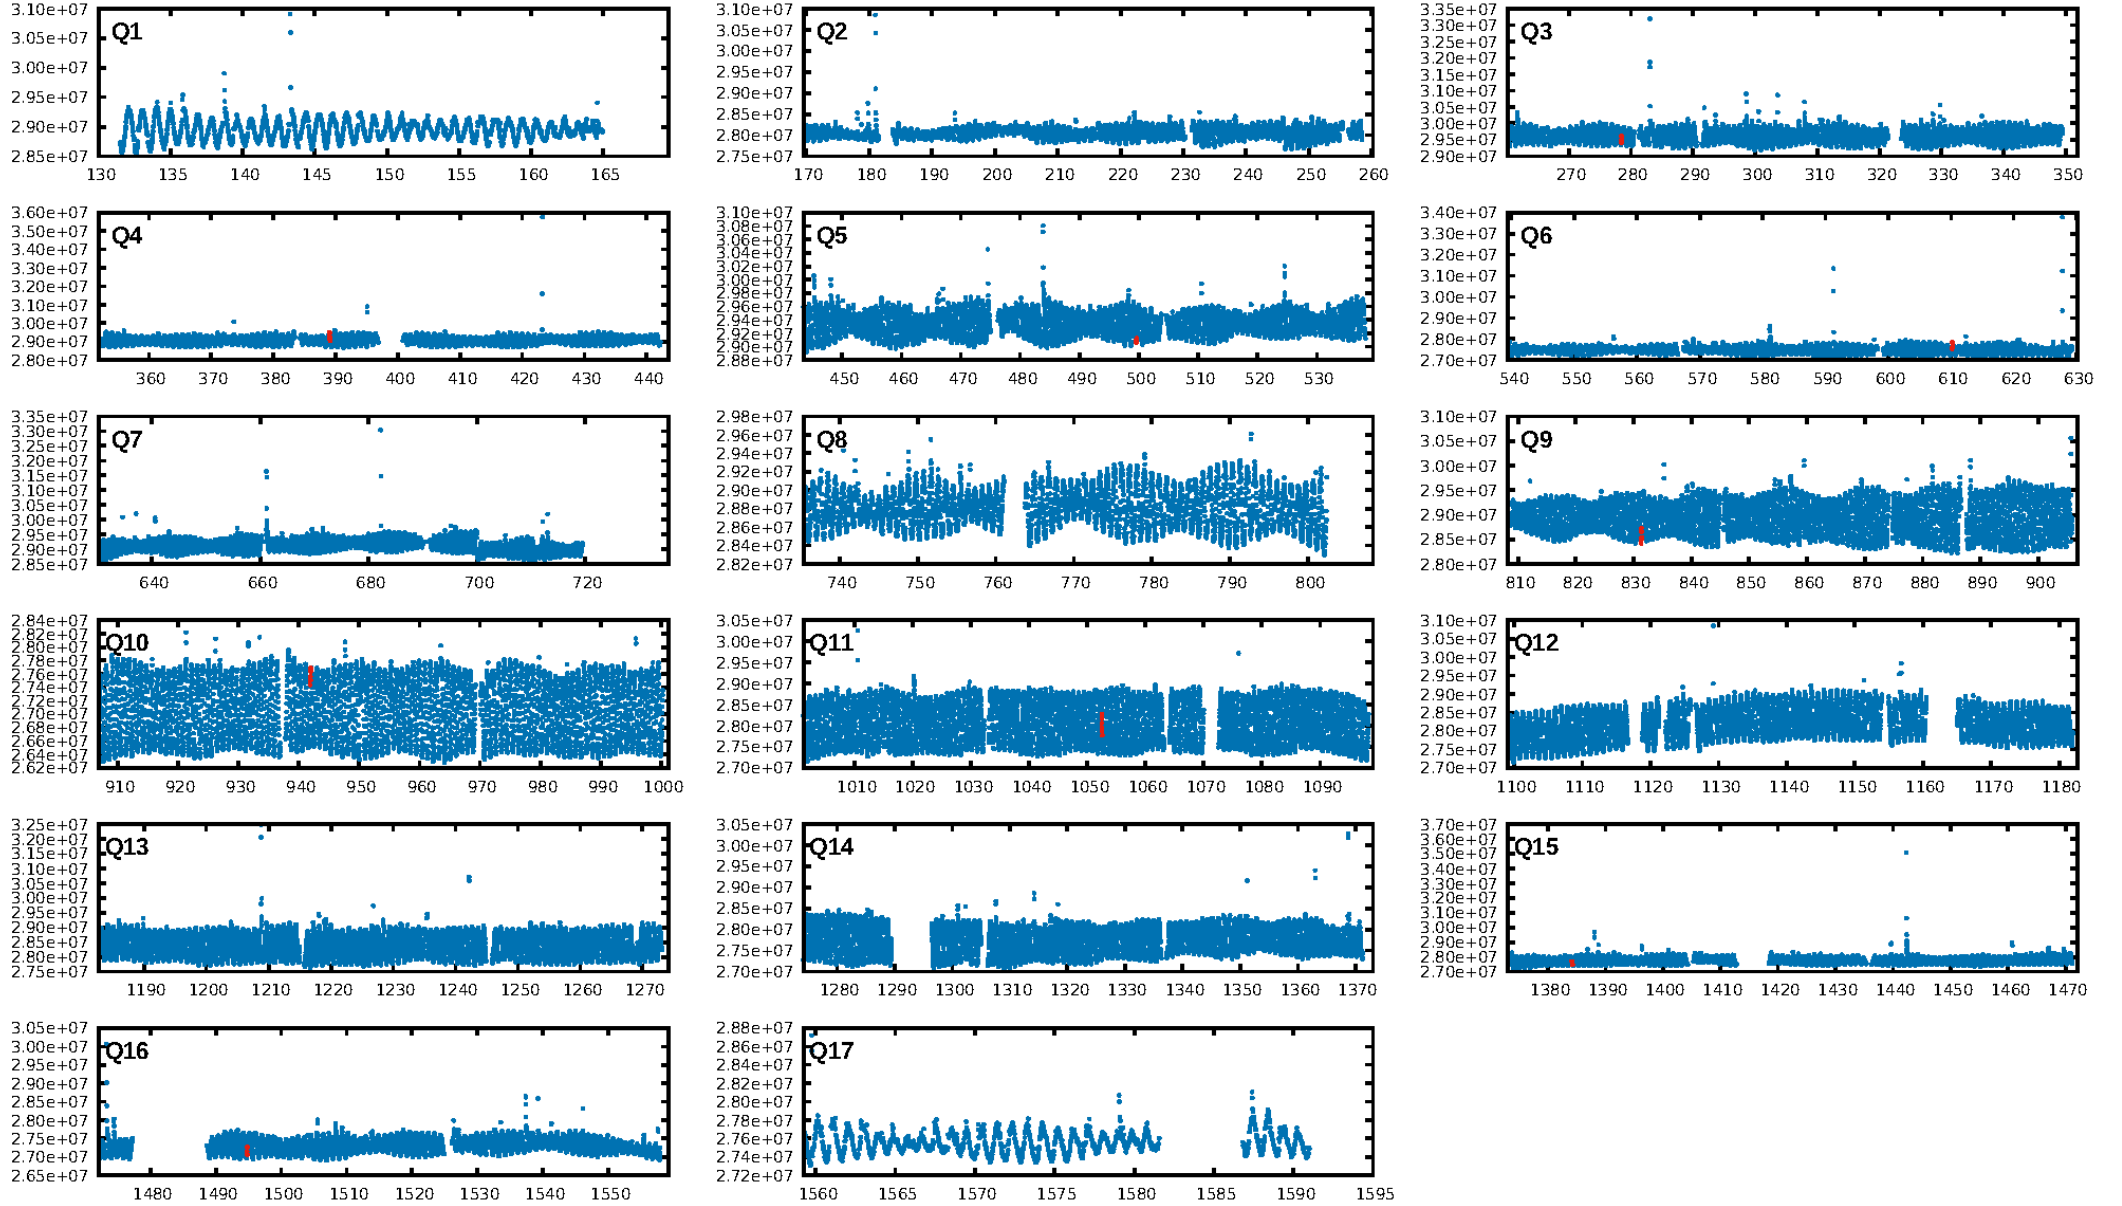 Q1
3.10e+07
3.05e+07
3.00e+07
2.95e+07
2.90e+07
2.85e+07
130 135 140 145 150 155 160 165
Q2
3.10e+07
3.05e+07
3.00e+07
2.95e+07
2.90e+07
2.85e+07
2.80e+07
2.75e+07
170 180 190 200 210 220 230 240 250 260
Q3
3.35e+07
3.30e+07
3.25e+07
3.20e+07
3.15e+07
3.10e+07
3.05e+07
3.00e+07
2.95e+07
2.90e+07
270 280 290 300 310 320 330 340 350
Q4
3.60e+07
3.50e+07
3.40e+07
3.30e+07
3.20e+07
3.10e+07
3.00e+07
2.90e+07
2.80e+07
360 370 380 390 400 410 420 430 440
Q5
3.10e+07
3.08e+07
3.06e+07
3.04e+07
3.02e+07
3.00e+07
2.98e+07
2.96e+07
2.94e+07
2.92e+07
2.90e+07
2.88e+07
450 460 470 480 490 500 510 520 530
Q6
3.40e+07
3.30e+07
3.20e+07
3.10e+07
3.00e+07
2.90e+07
2.80e+07
2.70e+07
540 550 560 570 580 590 600 610 620 630
Q7
3.35e+07
3.30e+07
3.25e+07
3.20e+07
3.15e+07
3.10e+07
3.05e+07
3.00e+07
2.95e+07
2.90e+07
2.85e+07
640 660 680 700 720
Q8
2.98e+07
2.96e+07
2.94e+07
2.92e+07
2.90e+07
2.88e+07
2.86e+07
2.84e+07
2.82e+07
740 750 760 770 780 790 800
Q9
3.10e+07
3.05e+07
3.00e+07
2.95e+07
2.90e+07
2.85e+07
2.80e+07
810 820 830 840 850 860 870 880 890 900
Q10
2.84e+07
2.82e+07
2.80e+07
2.78e+07
2.76e+07
2.74e+07
2.72e+07
2.70e+07
2.68e+07
2.66e+07
2.64e+07
2.62e+07
910 920 930 940 950 960 970 980 990 1000
Q11
3.05e+07
3.00e+07
2.95e+07
2.90e+07
2.85e+07
2.80e+07
2.75e+07
2.70e+07
1010 1020 1030 1040 1050 1060 1070 1080 1090
Q12
3.10e+07
3.05e+07
3.00e+07
2.95e+07
2.90e+07
2.85e+07
2.80e+07
2.75e+07
2.70e+07
1100 1110 1120 1130 1140 1150 1160 1170 1180
Q13
3.25e+07
3.20e+07
3.15e+07
3.10e+07
3.05e+07
3.00e+07
2.95e+07
2.90e+07
2.85e+07
2.80e+07
2.75e+07
1190 1200 1210 1220 1230 1240 1250 1260 1270
Q14
3.05e+07
3.00e+07
2.95e+07
2.90e+07
2.85e+07
2.80e+07
2.75e+07
2.70e+07
1280 1290 1300 1310 1320 1330 1340 1350 1360 1370
Q15
3.70e+07
3.60e+07
3.50e+07
3.40e+07
3.30e+07
3.20e+07
3.10e+07
3.00e+07
2.90e+07
2.80e+07
2.70e+07
1380 1390 1400 1410 1420 1430 1440 1450 1460 1470
Q16
3.05e+07
3.00e+07
2.95e+07
2.90e+07
2.85e+07
2.80e+07
2.75e+07
2.70e+07
2.65e+07
1480 1490 1500 1510 1520 1530 1540 1550
Q17
2.88e+07
2.86e+07
2.84e+07
2.82e+07
2.80e+07
2.78e+07
2.76e+07
2.74e+07
2.72e+07
1560 1565 1570 1575 1580 1585 1590 1595